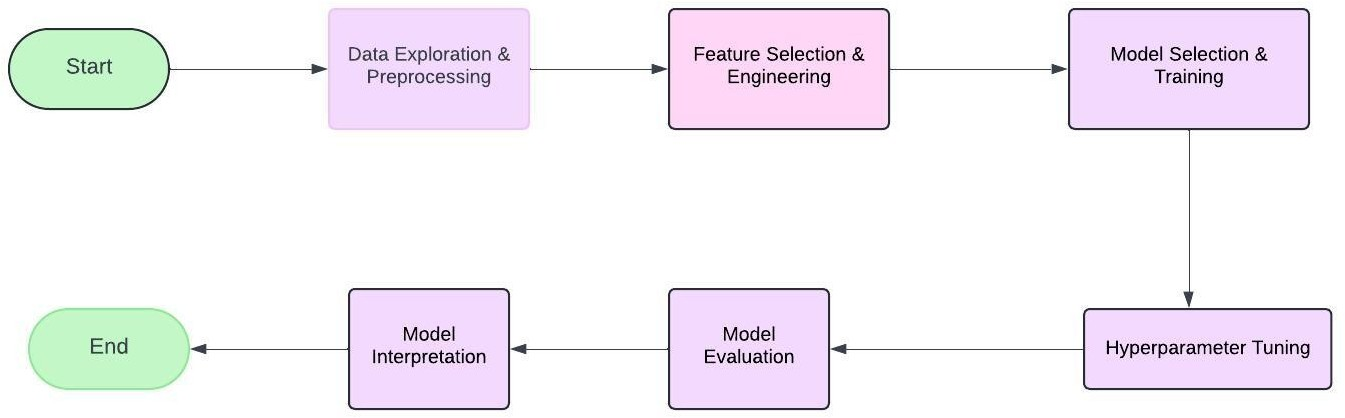 Start
Data Exploration &
Preprocessing
Feature Selection &
Engineering
Model Selection &
Training
Hyperparameter Tuning
Model
Evaluation
Model
Interpretation
End